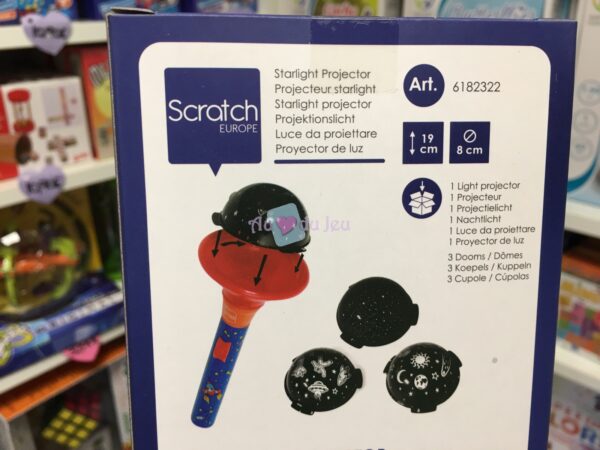 Scratch
EUROPE
Starlight Projector
Projecteur starlight
Starlight projector
Projektionslicht
Luce da proiettare
Proyector de luz
Art. 6182322
19 cm
8 cm
1 Light projector
1 Projecteur
1 Projectielicht
1 Nachtlicht
1 Luce da proiettare
1 Proyector de luz
3 Dooms / Dômes
3 Koepels / Kuppeln
3 Cupole / Cúpolas